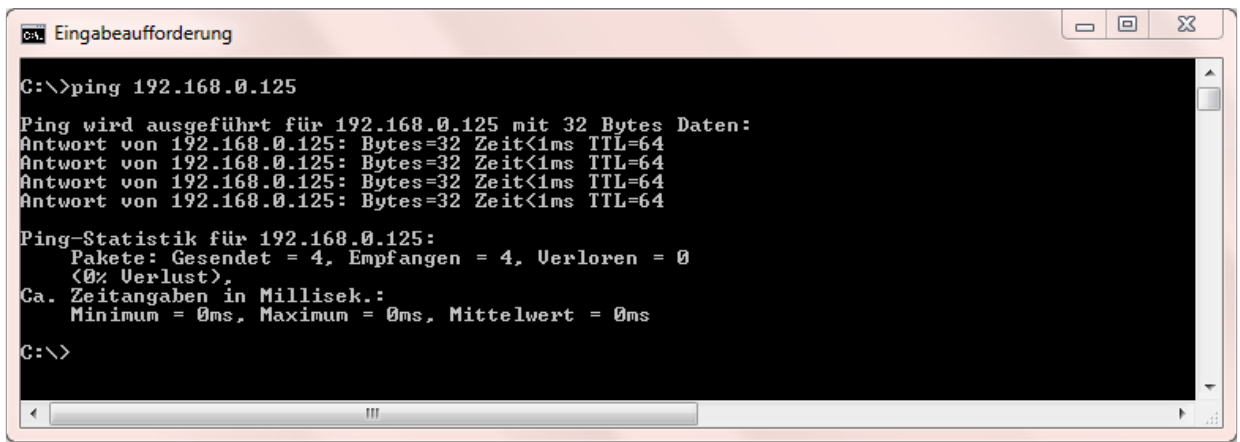 Eingabeaufforderung
C:\>ping 192.168.0.125
Ping wird ausgeführt für 192.168.0.125 mit 32 Bytes Daten:
Antwort von 192.168.0.125: Bytes=32 Zeit<1ms TTL=64
Antwort von 192.168.0.125: Bytes=32 Zeit<1ms TTL=64
Antwort von 192.168.0.125: Bytes=32 Zeit<1ms TTL=64
Antwort von 192.168.0.125: Bytes=32 Zeit<1ms TTL=64
Ping-Statistik für 192.168.0.125:
Pakete: Gesendet = 4, Empfangen = 4, Verloren = 0
(0% Verlust),
Ca. Zeitangaben in Millisek.:
Minimum = 0ms, Maximum = 0ms, Mittelwert = 0ms
C:\>